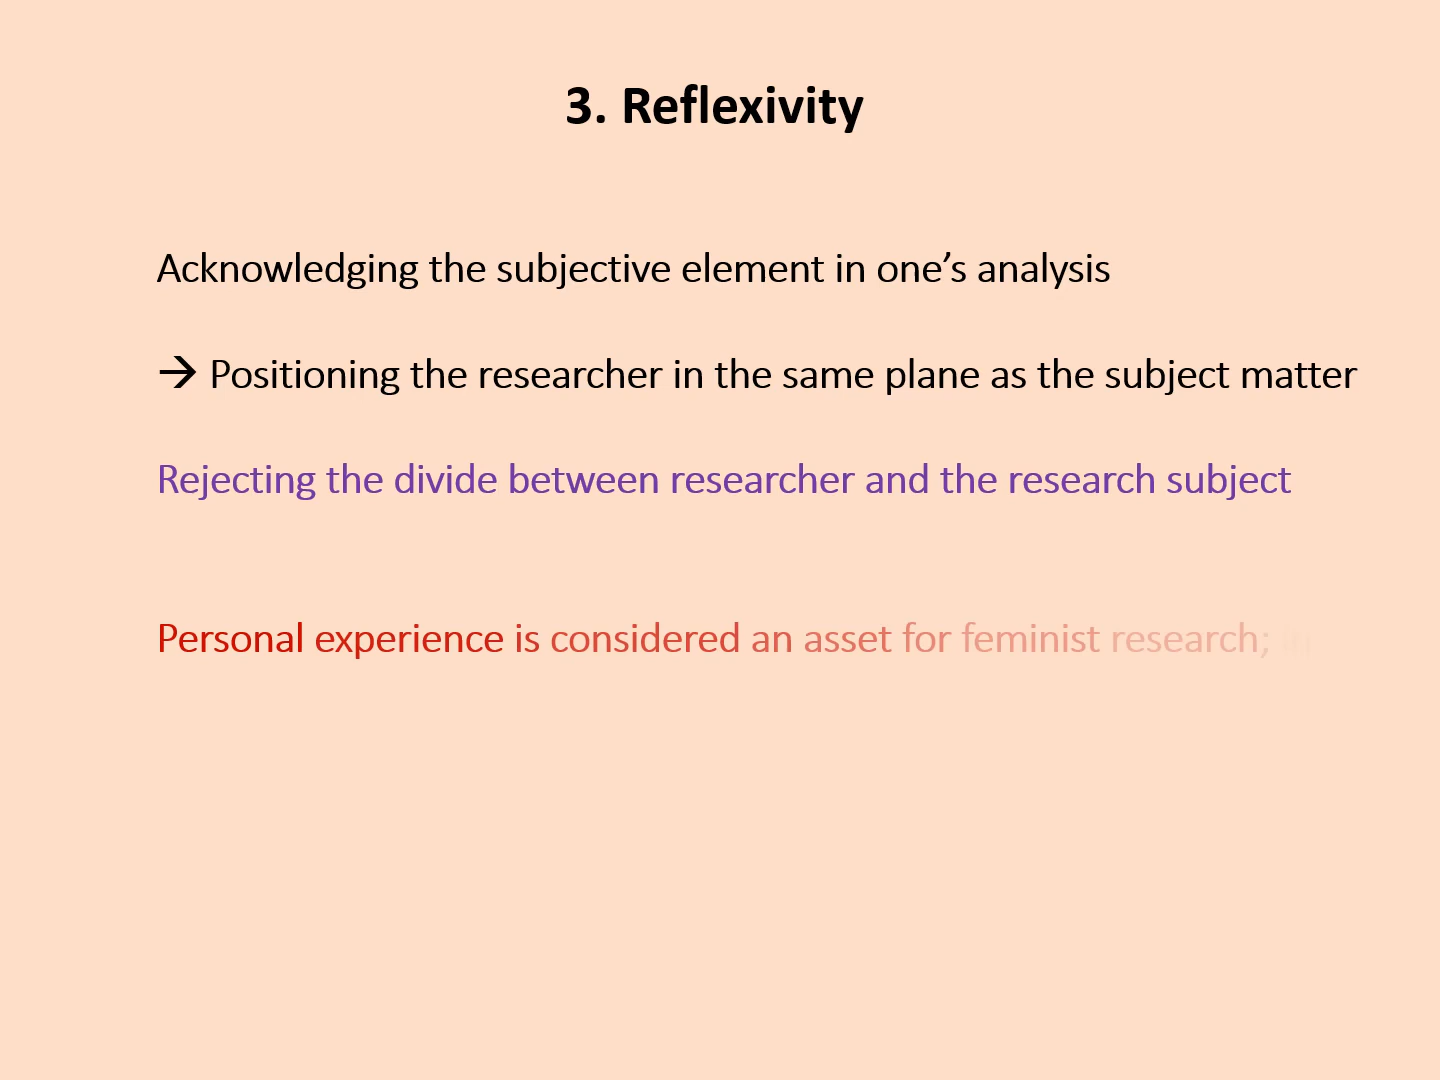 3. Reflexivity
Acknowledging the subjective element in one’s analysis
→ Positioning the researcher in the same plane as the subject matter
Rejecting the divide between researcher and the research subject
Personal experience is considered an asset for feminist research;